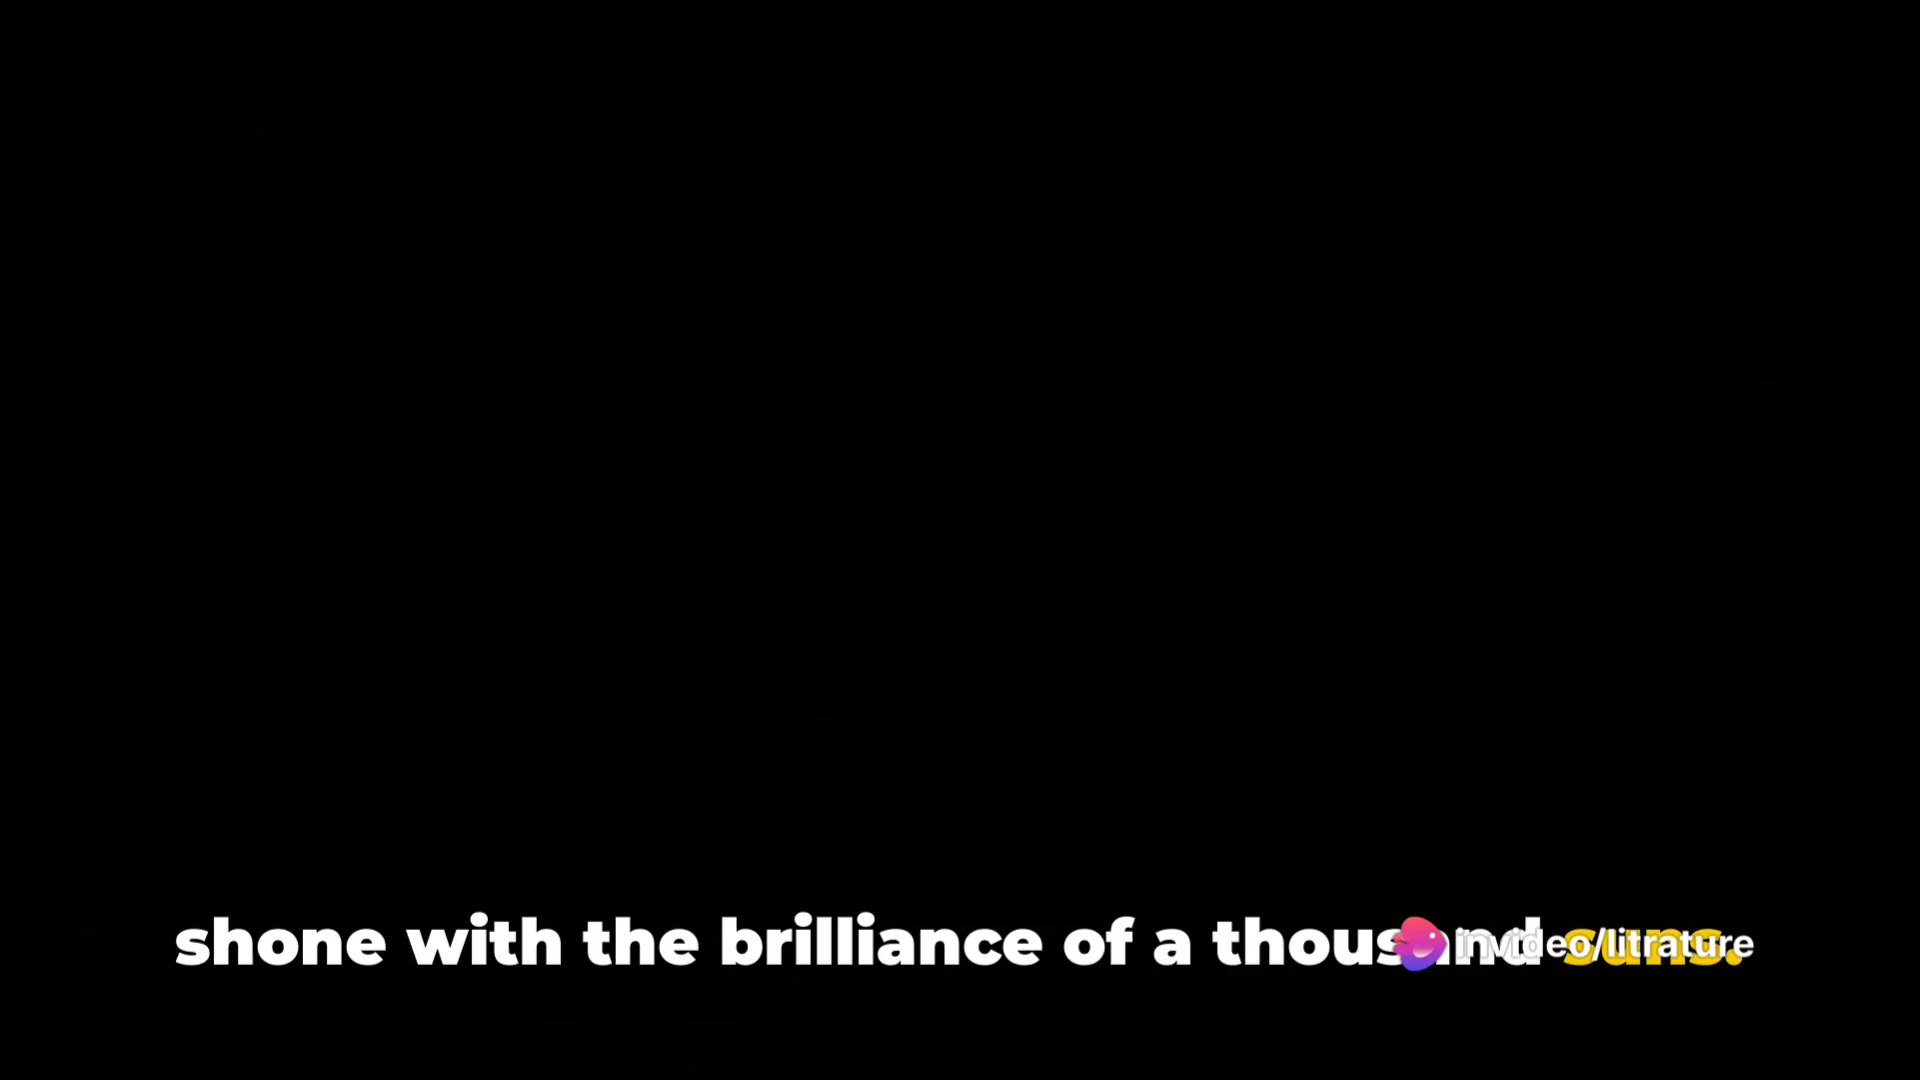 shone with the brilliance of a thousand suns.
invideo/litrature